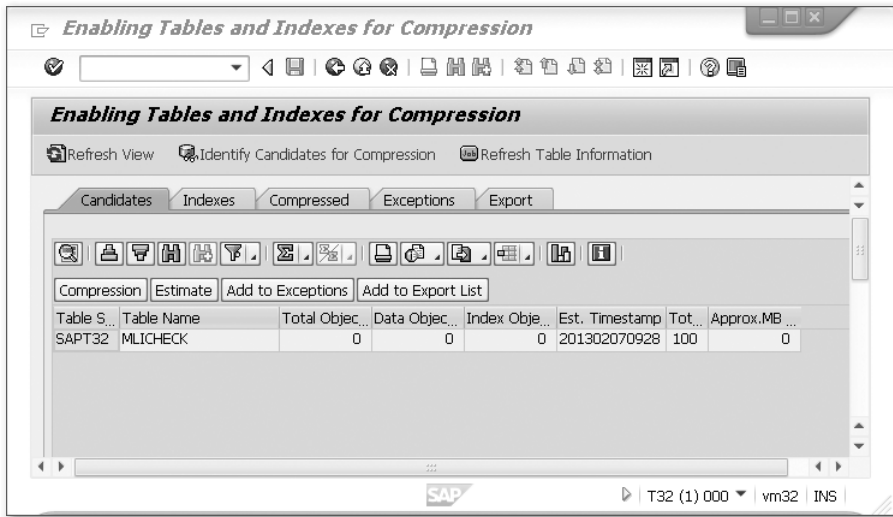 Enabling Tables and Indexes for Compression
Enabling Tables and Indexes for Compression
Refresh View Identify Candidates for Compression Job Refresh Table Information
Candidates Indexes Compressed Exceptions Export
Compression Estimate Add to Exceptions Add to Export List
Table S... Table Name Total Objec... Data Objec... Index Obje... Est. Timestamp Tot... Approx.MB ...
SAPT32 MLICHECK 0 0 0 201302070928 100 0
SAP T32 (1) 000 vm32 INS